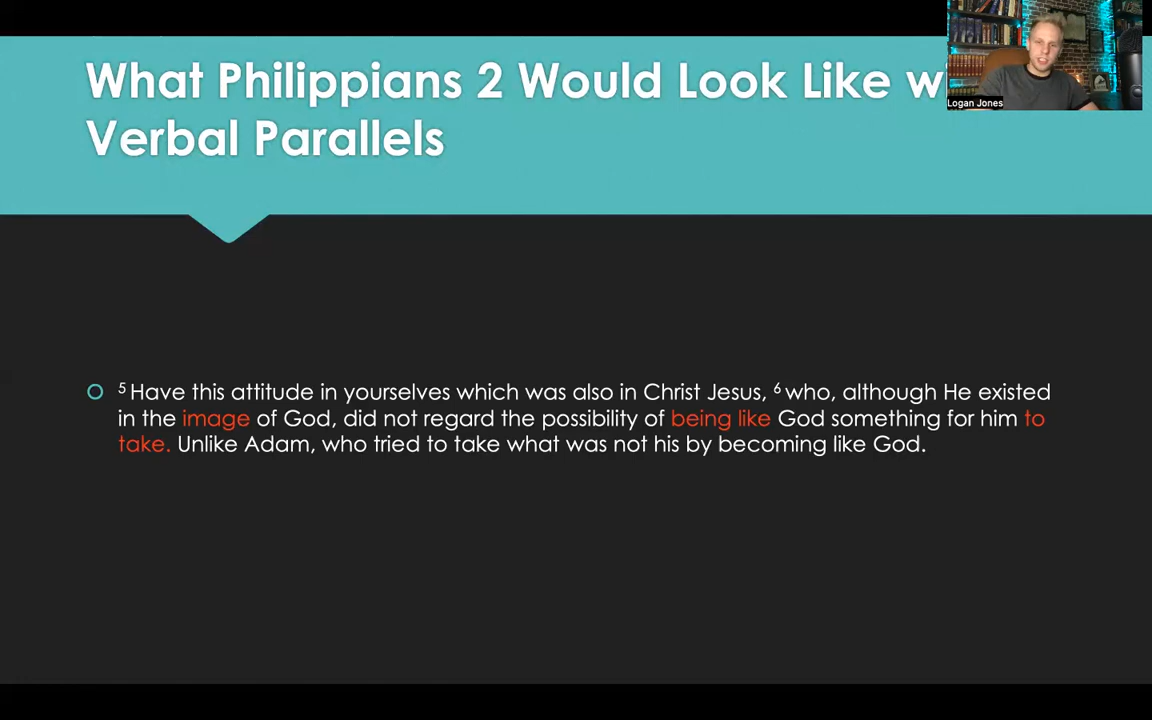 What Philippians 2 Would Look Like w
Verbal Parallels
Logan Jones
5 Have this attitude in yourselves which was also in Christ Jesus, 6 who, although He existed
in the image of God, did not regard the possibility of being like God something for him to
take. Unlike Adam, who tried to take what was not his by becoming like God.